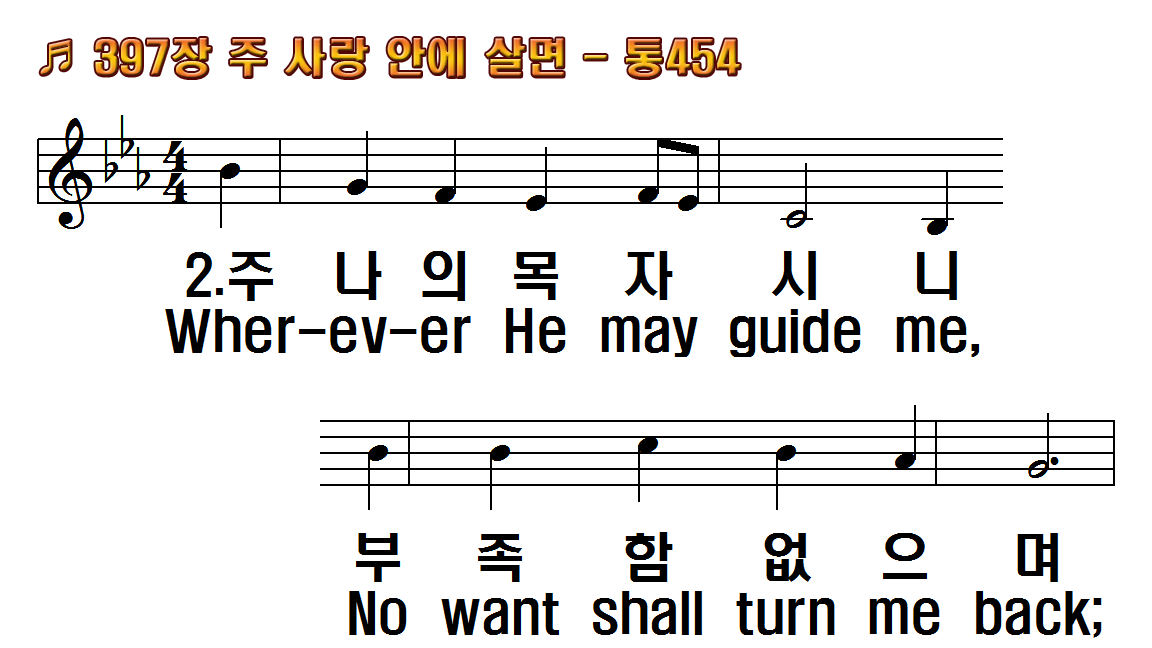 ♬ 397장 주 사랑 안에 살면 - 통454
4
4
2.주 나 의 목 자 시 니
Wher-ev-er He may guide me,
부 족 함 없 으 며
No want shall turn me back;